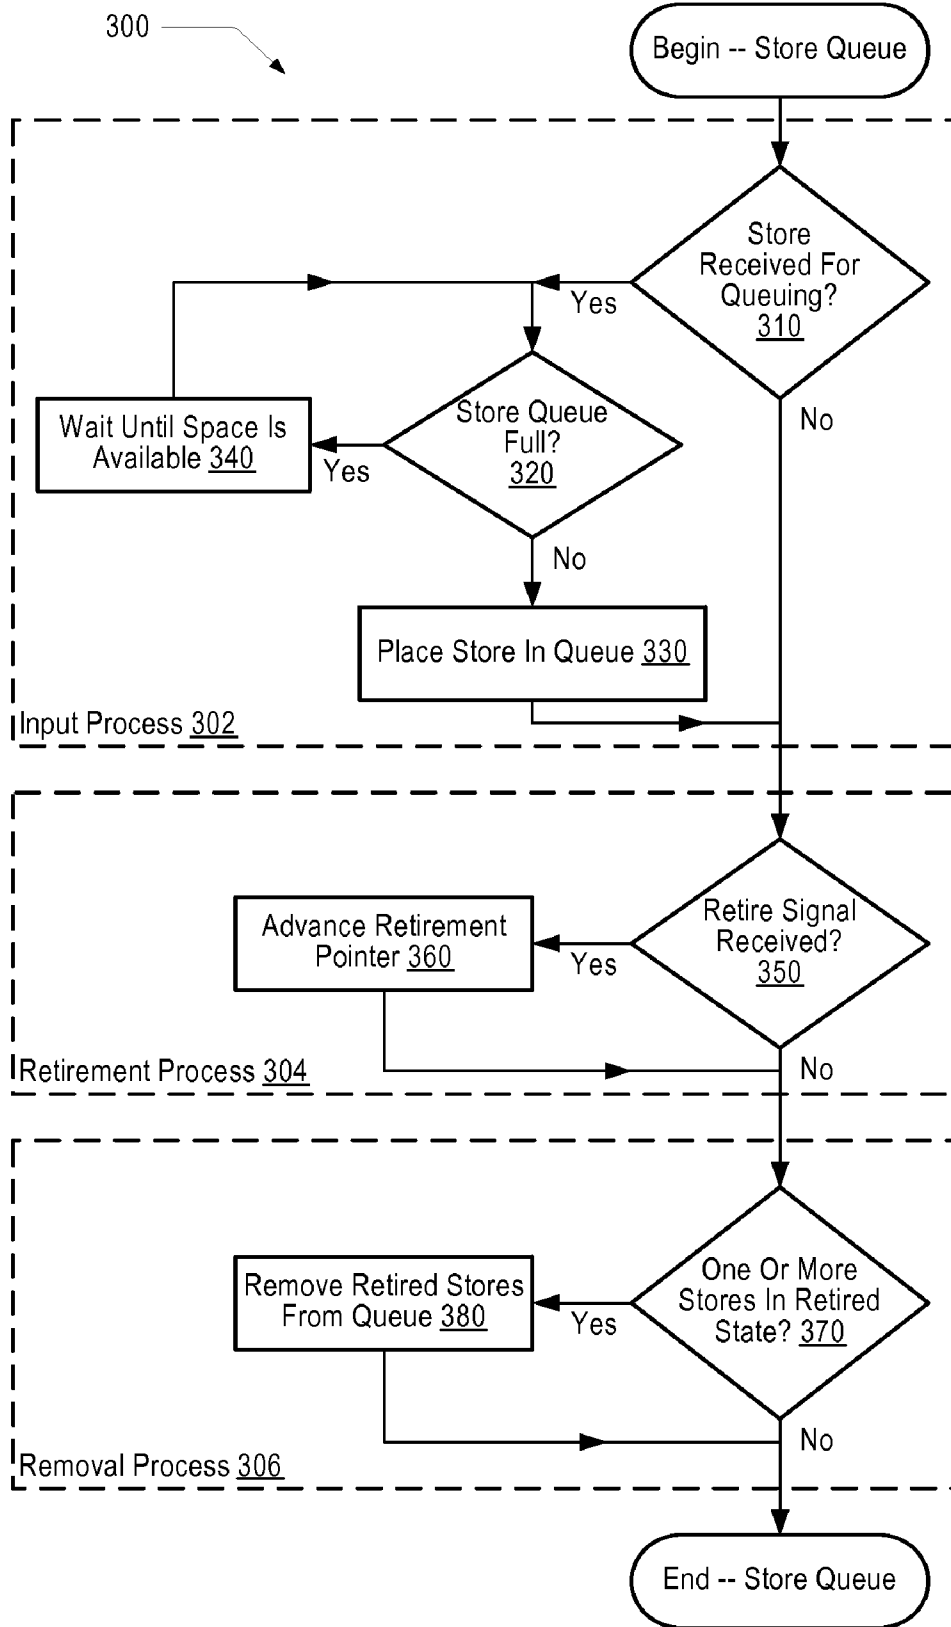 300
Begin -- Store Queue
Store
Received For
Queuing?
310
Yes
No
Store Queue
Full?
320
Yes
Wait Until Space Is
Available 340
No
Place Store In Queue 330
Input Process 302
Retire Signal
Received?
350
Yes
Advance Retirement
Pointer 360
No
Retirement Process 304
One Or More
Stores In Retired
State? 370
Yes
Remove Retired Stores
From Queue 380
No
Removal Process 306
End -- Store Queue